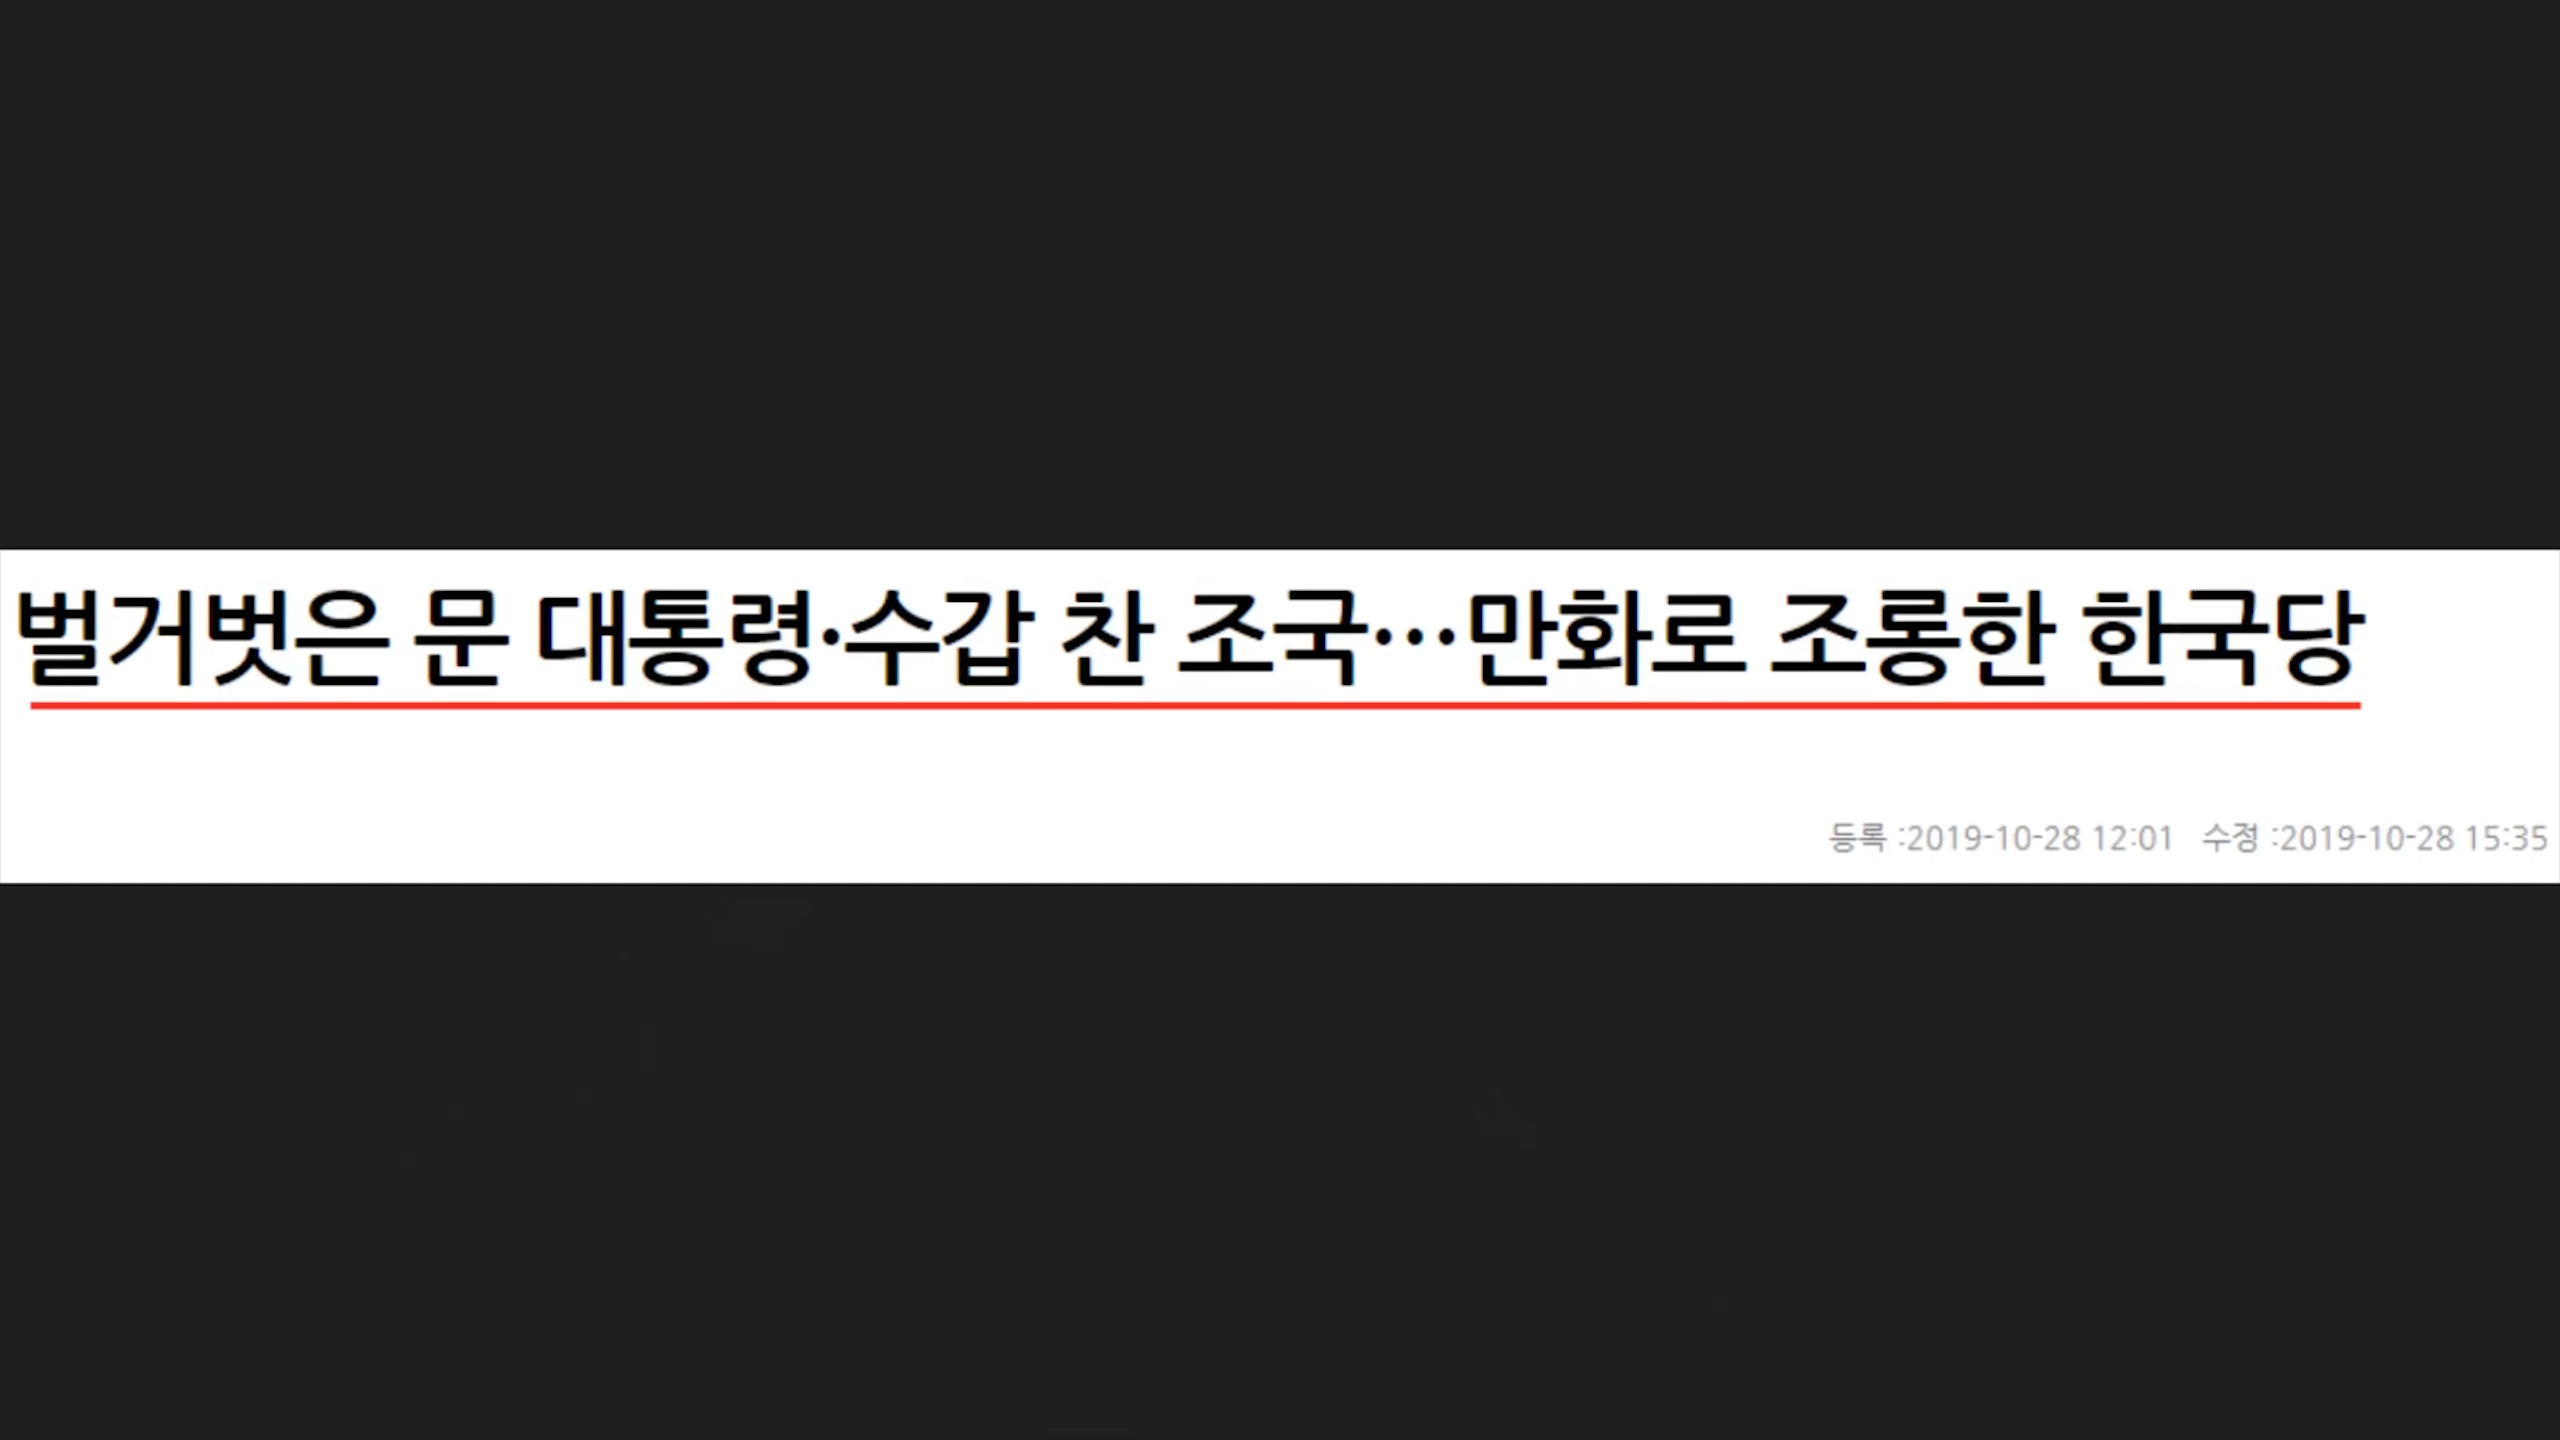 벌거벗은 문 대통령·수갑 찬 조국…만화로 조롱한 한국당
등록 :2019-10-28 12:01 수정 :2019-10-28 15:35